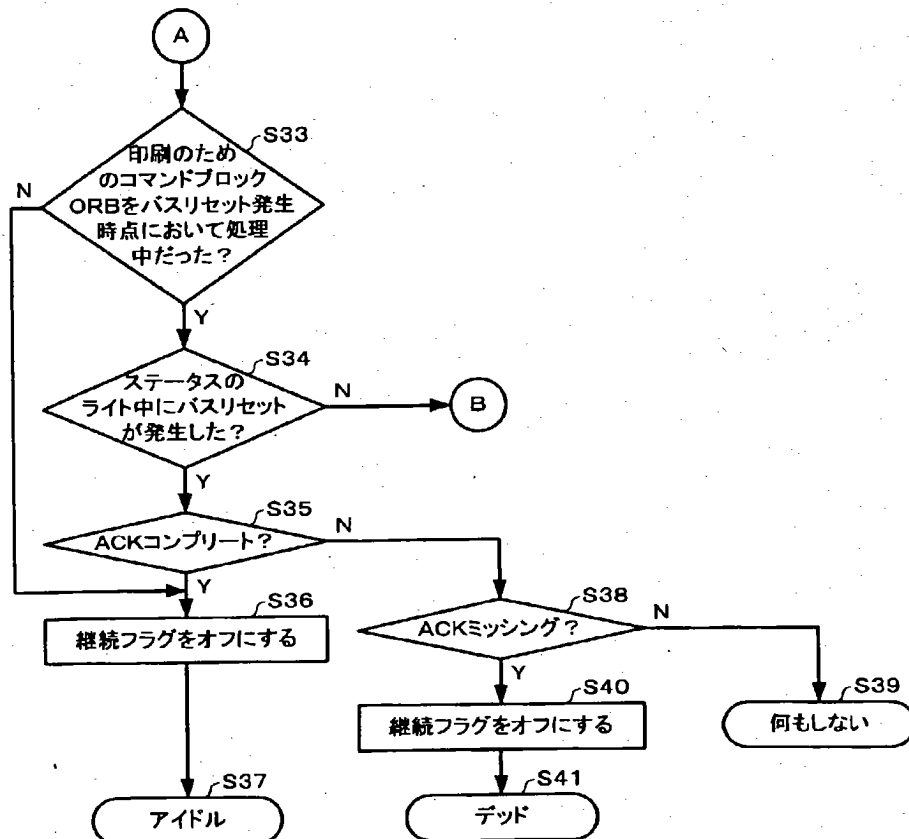 A
S33
印刷のため
のコマンドブロック
ORBをバスリセット発生
時点において処理
中だった？
N
Y
S34
ステータスの
ライト中にバスリセット
が発生した？
N
B
Y
S35
ACKコンプリート？
N
Y
S36
継続フラグをオフにする
S38
ACKミッシング？
N
Y
S40
継続フラグをオフにする
S39
何もしない
S37
アイドル
S41
デッド